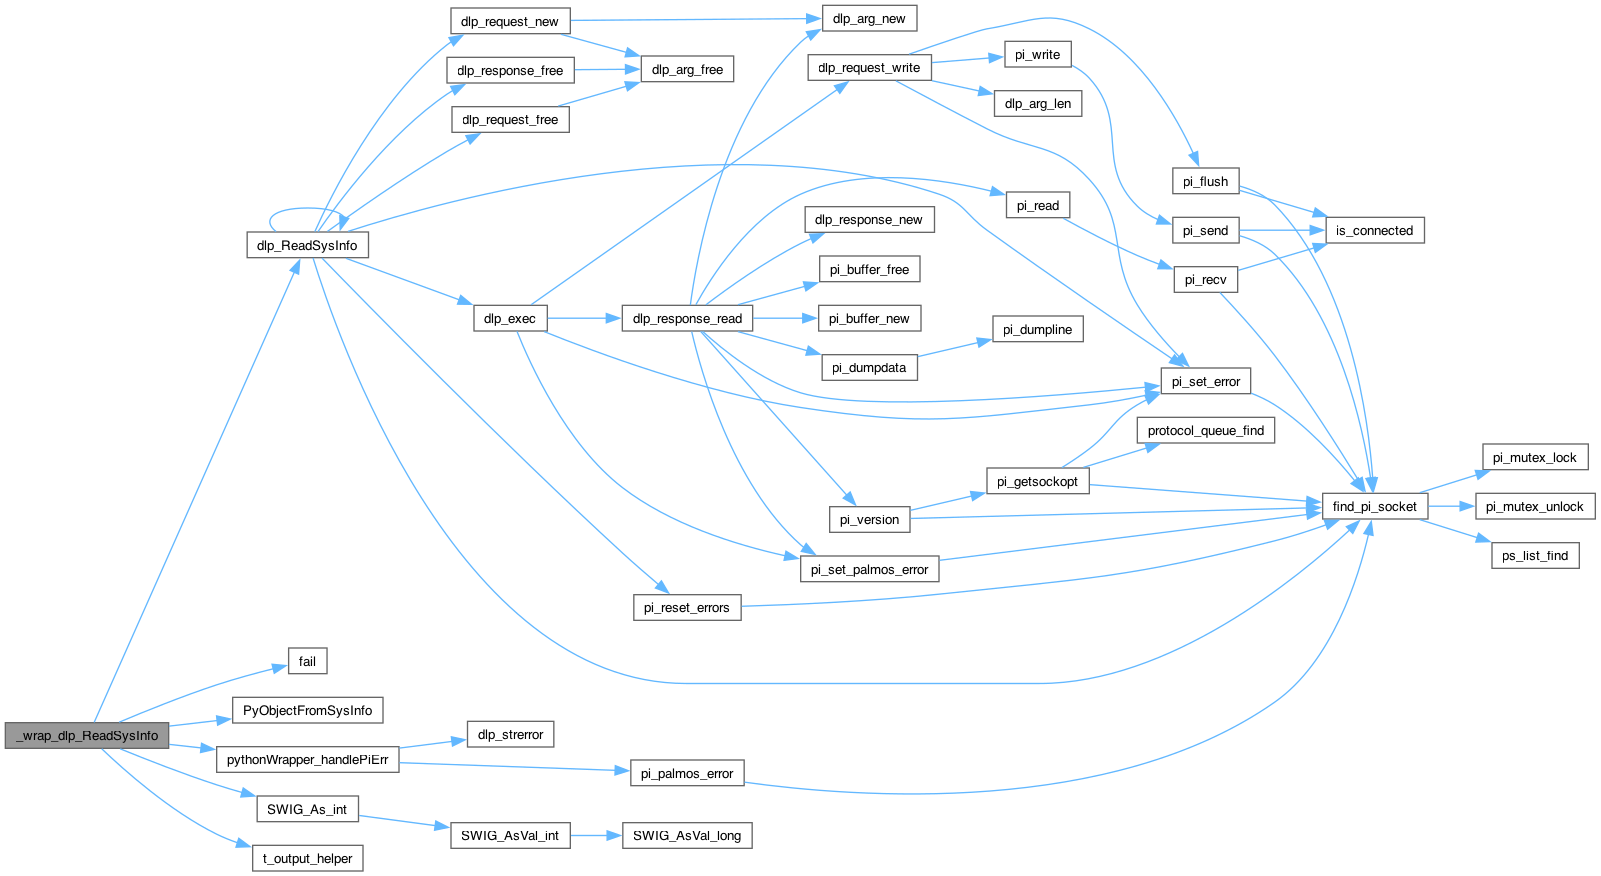 dlp_request_new
dlp_arg_new
dlp_request_write
pi_write
dlp_response_free
dlp_arg_free
dlp_arg_len
dlp_request_free
pi_flush
pi_read
dlp_response_new
pi_send
is_connected
dlp_ReadSysInfo
pi_buffer_free
pi_recv
dlp_exec
dlp_response_read
pi_buffer_new
pi_dumpline
pi_dumpdata
pi_set_error
protocol_queue_find
pi_mutex_lock
pi_getsockopt
find_pi_socket
pi_mutex_unlock
pi_version
ps_list_find
pi_set_palmos_error
pi_reset_errors
fail
PyObjectFromSysInfo
_wrap_dlp_ReadSysInfo
dlp_strerror
pythonWrapper_handlePiErr
pi_palmos_error
SWIG_As_int
SWIG_AsVal_int
SWIG_AsVal_long
t_output_helper